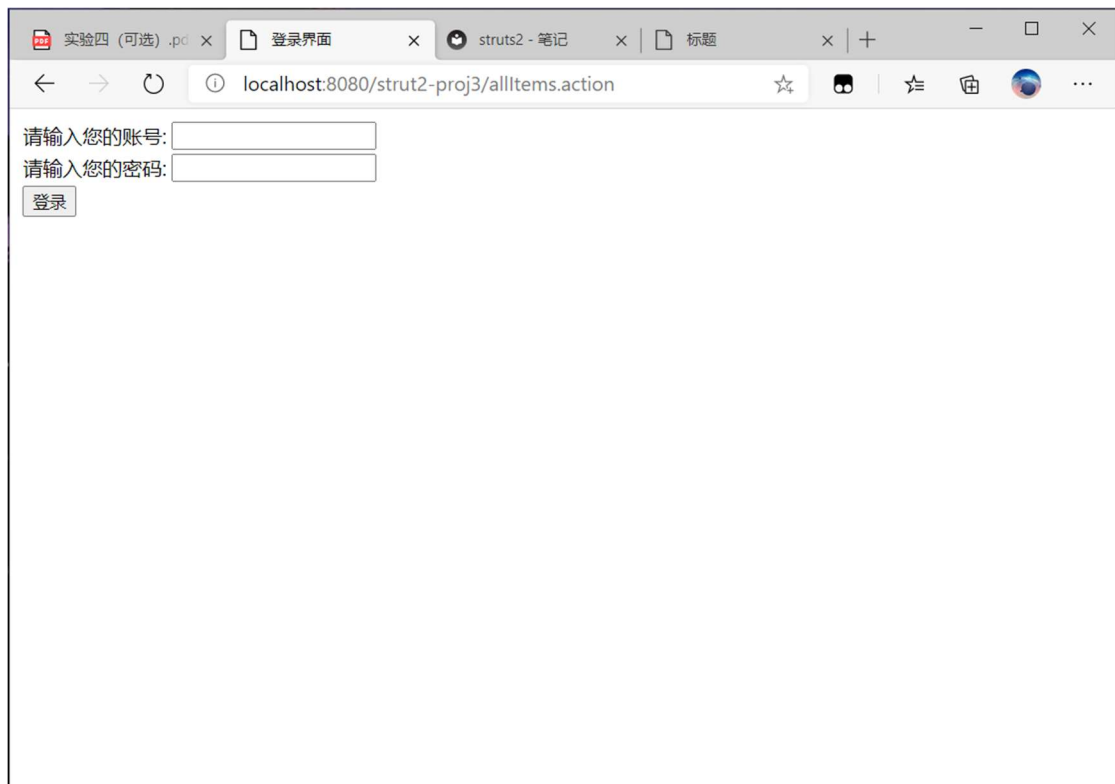 实验四（可选）.pd
登录界面
struts2 - 笔记
标题
localhost:8080/strut2-proj3/allItems.action
请输入您的账号:
请输入您的密码:
登录